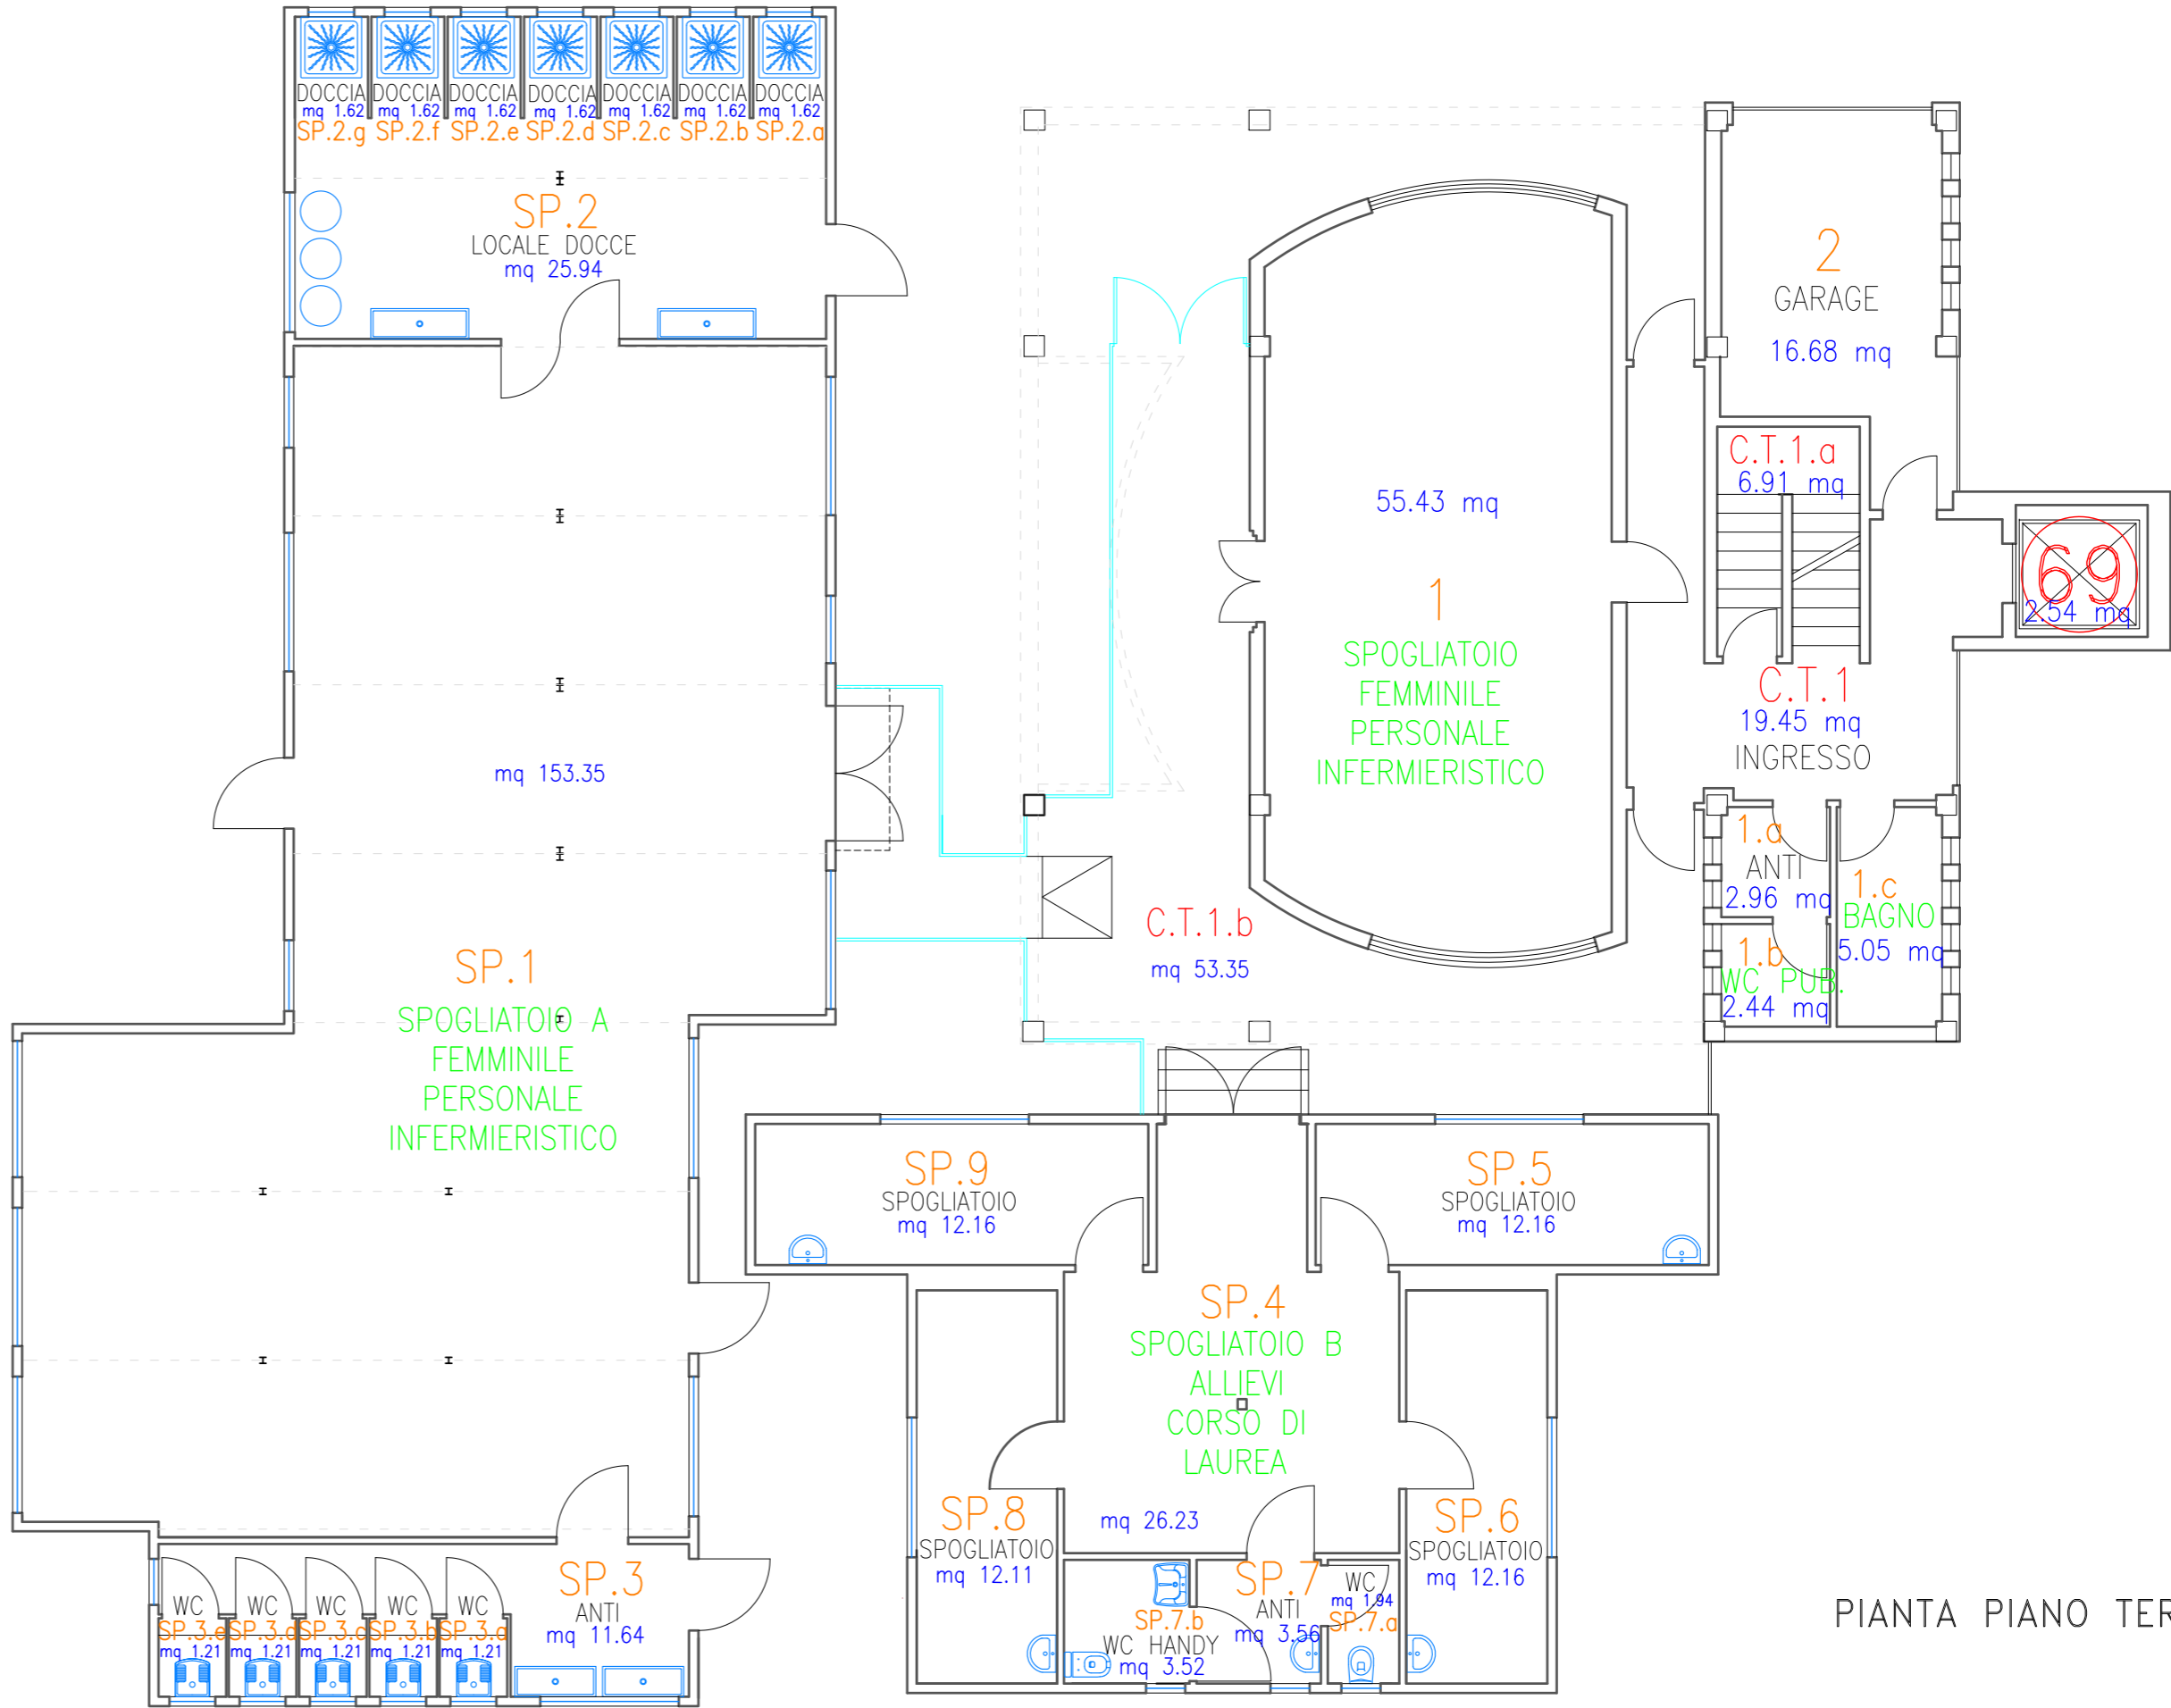 DOCCIA
mq 1.62
SP.2.g
DOCCIA
mq 1.62
SP.2.f
DOCCIA
mq 1.62
SP.2.e
DOCCIA
mq 1.62
SP.2.d
DOCCIA
mq 1.62
SP.2.c
DOCCIA
mq 1.62
SP.2.b
DOCCIA
mq 1.62
SP.2.a
SP.2
LOCALE DOCCE
mq 25.94
mq 153.35
SP.1
SPOGLIATOIO A
FEMMINILE
PERSONALE
INFERMIERISTICO
2
GARAGE
16.68 mq
C.T.1.a
6.91 mq
55.43 mq
1
SPOGLIATOIO
FEMMINILE
PERSONALE
INFERMIERISTICO
69
2.54 mq
C.T.1
19.45 mq
INGRESSO
1.a
ANTI
2.96 mq
1.c
BAGNO
5.05 mq
1.b
WC PUB.
2.44 mq
C.T.1.b
mq 53.35
SP.9
SPOGLIATOIO
mq 12.16
SP.5
SPOGLIATOIO
mq 12.16
SP.4
SPOGLIATOIO B
ALLIEVI
CORSO DI
LAUREA
mq 26.23
SP.8
SPOGLIATOIO
mq 12.11
SP.6
SPOGLIATOIO
mq 12.16
SP.7
ANTI
mq 3.56
WC
mq 1.94
SP.7.a
SP.7.b
WC HANDY
mq 3.52
SP.3
ANTI
mq 11.64
WC
SP.3.e
mq 1.21
WC
SP.3.d
mq 1.21
WC
SP.3.c
mq 1.21
WC
SP.3.b
mq 1.21
WC
SP.3.a
mq 1.21
PIANTA PIANO TER